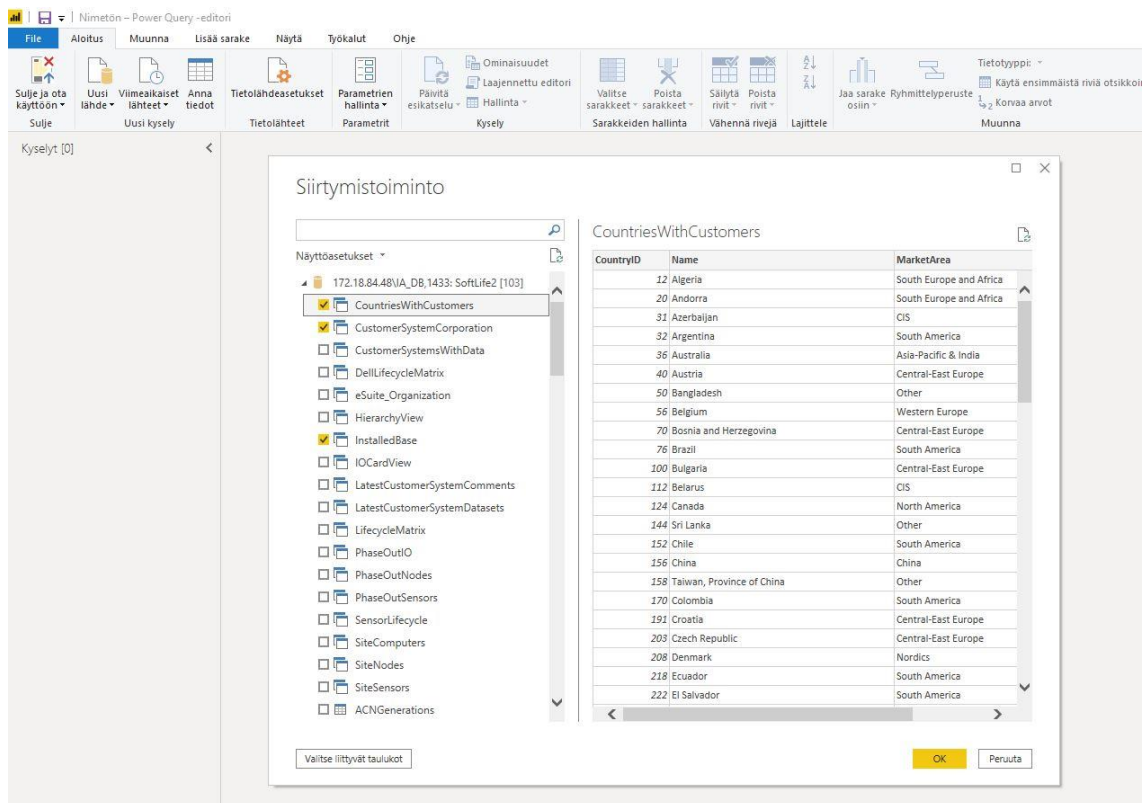 Nimetön – Power Query -editori
File Aloitus Muunna Lisää sarake Näytä Työkalut Ohje
Sulje ja ota käyttöön
Uusi lähde
Viimeaikaiset lähteet
Anna tiedot
Tietolähdeasetukset
Parametrien hallinta
Päivitä esikatselu
Ominaisuudet
Laajennettu editori
Hallinta
Valitse sarakkeet
Poista sarakkeet
Säilytä rivit
Poista rivit
Jaa sarake osiin
Ryhmittelyperuste
Tietotyyppi:
Käytä ensimmäistä riviä otsikkoin
Korvaa arvot
Sulje Uusi kysely Tietolähteet Parametrit Kysely Sarakkeiden hallinta Vähennä rivejä Lajittele Muunna
Kyselyt [0]
Siirtymistoiminto
Näyttöasetukset
172.18.84.48\IA_DB,1433: SoftLife2 [103]
CountriesWithCustomers
CustomerSystemCorporation
CustomerSystemsWithData
DellLifecycleMatrix
eSuite_Organization
HierarchyView
InstalledBase
IOCardView
LatestCustomerSystemComments
LatestCustomerSystemDatasets
LifecycleMatrix
PhaseOutIO
PhaseOutNodes
PhaseOutSensors
SensorLifecycle
SiteComputers
SiteNodes
SiteSensors
ACNGenerations
CountriesWithCustomers
CountryID Name MarketArea
12 Algeria South Europe and Africa
20 Andorra South Europe and Africa
31 Azerbaijan CIS
32 Argentina South America
36 Australia Asia-Pacific & India
40 Austria Central-East Europe
50 Bangladesh Other
56 Belgium Western Europe
70 Bosnia and Herzegovina Central-East Europe
76 Brazil South America
100 Bulgaria Central-East Europe
112 Belarus CIS
124 Canada North America
144 Sri Lanka Other
152 Chile South America
156 China China
158 Taiwan, Province of China Other
170 Colombia South America
191 Croatia Central-East Europe
203 Czech Republic Central-East Europe
208 Denmark Nordics
218 Ecuador South America
222 El Salvador South America
Valitse liittyvät taulukot
OK Peruuta